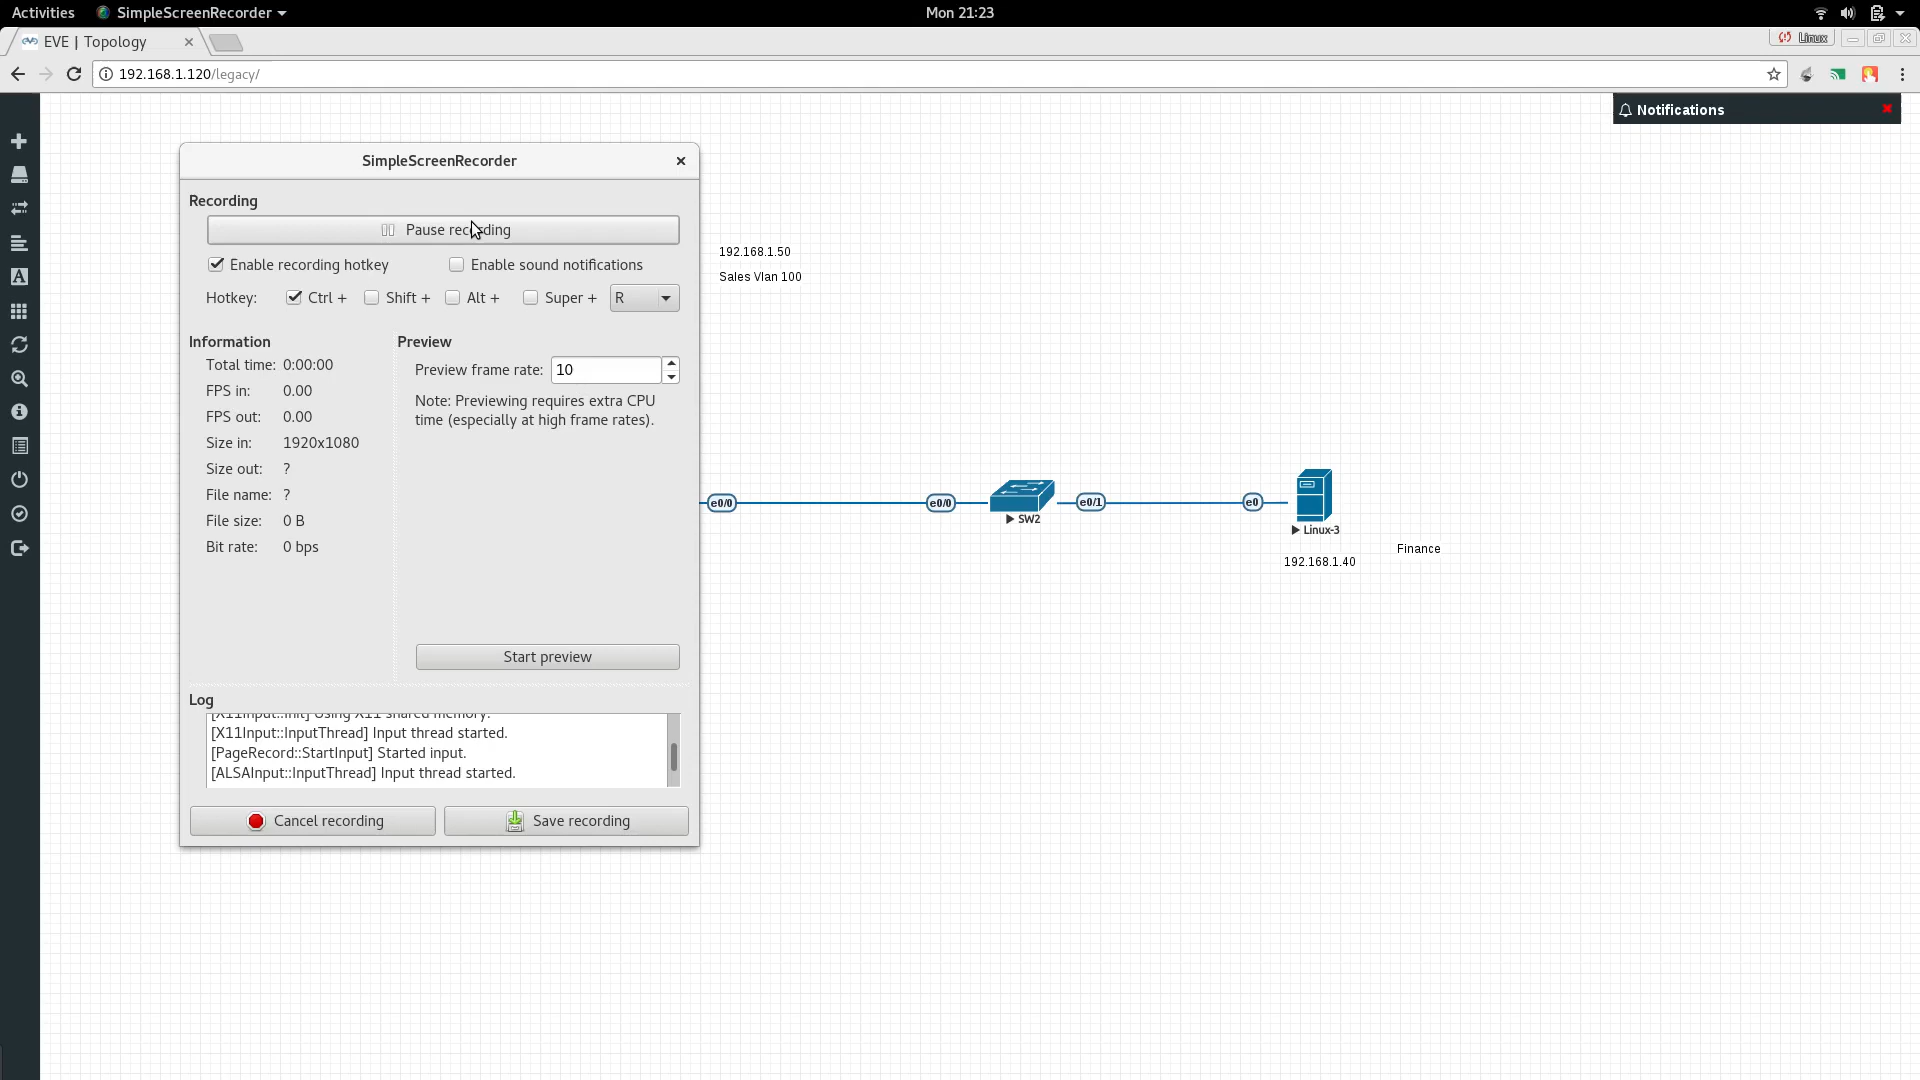 Activities SimpleScreenRecorder Mon 21:23
EVE | Topology Linux
192.168.1.120/legacy/
Notifications
SimpleScreenRecorder
Recording
Pause recording
Enable recording hotkey Enable sound notifications
Hotkey: Ctrl + Shift + Alt + Super + R
Information
Total time: 0:00:00
FPS in: 0.00
FPS out: 0.00
Size in: 1920x1080
Size out: ?
File name: ?
File size: 0 B
Bit rate: 0 bps
Preview
Preview frame rate: 10
Note: Previewing requires extra CPU
time (especially at high frame rates).
Start preview
Log
[X11Input::Init] Using X11 shared memory.
[X11Input::InputThread] Input thread started.
[PageRecord::StartInput] Started input.
[ALSAInput::InputThread] Input thread started.
Cancel recording Save recording
192.168.1.50
Sales Vlan 100
e0/0 e0/0 e0/1 e0
SW2
Linux-3
Finance
192.168.1.40